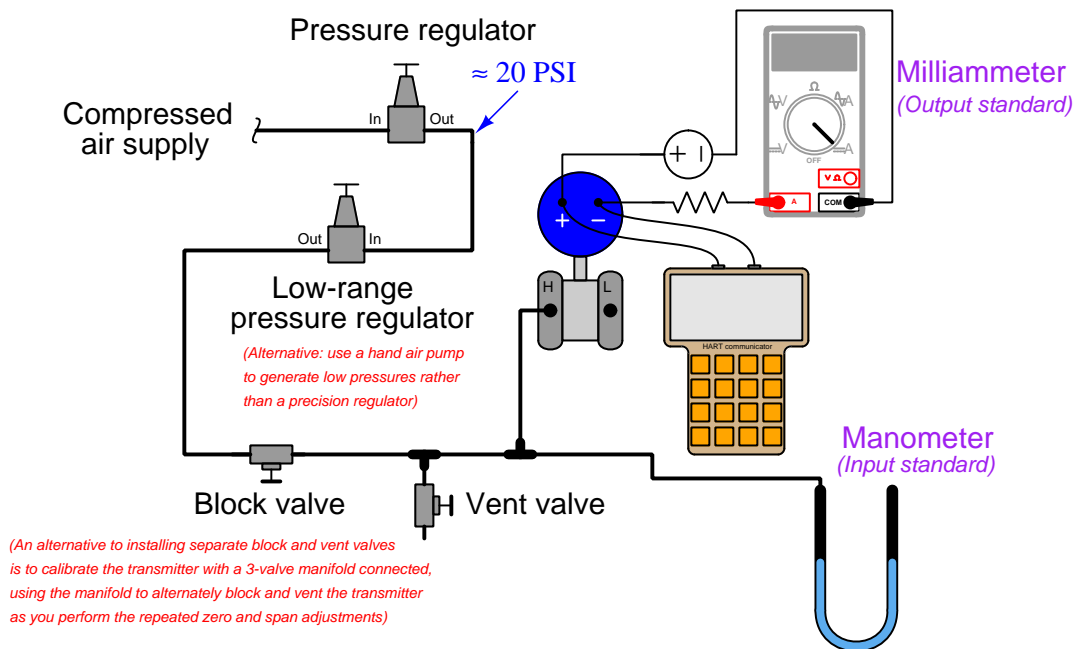 Pressure regulator
≈ 20 PSI
Compressed
air supply
In
Out
Milliammeter
(Output standard)
V
Ω
A
V
A
OFF
V Ω
A
COM
+
−
+ −
Out
In
Low-range
pressure regulator
(Alternative: use a hand air pump
to generate low pressures rather
than a precision regulator)
H
L
HART communicator
Manometer
(Input standard)
Block valve
Vent valve
(An alternative to installing separate block and vent valves
is to calibrate the transmitter with a 3-valve manifold connected,
using the manifold to alternately block and vent the transmitter
as you perform the repeated zero and span adjustments)